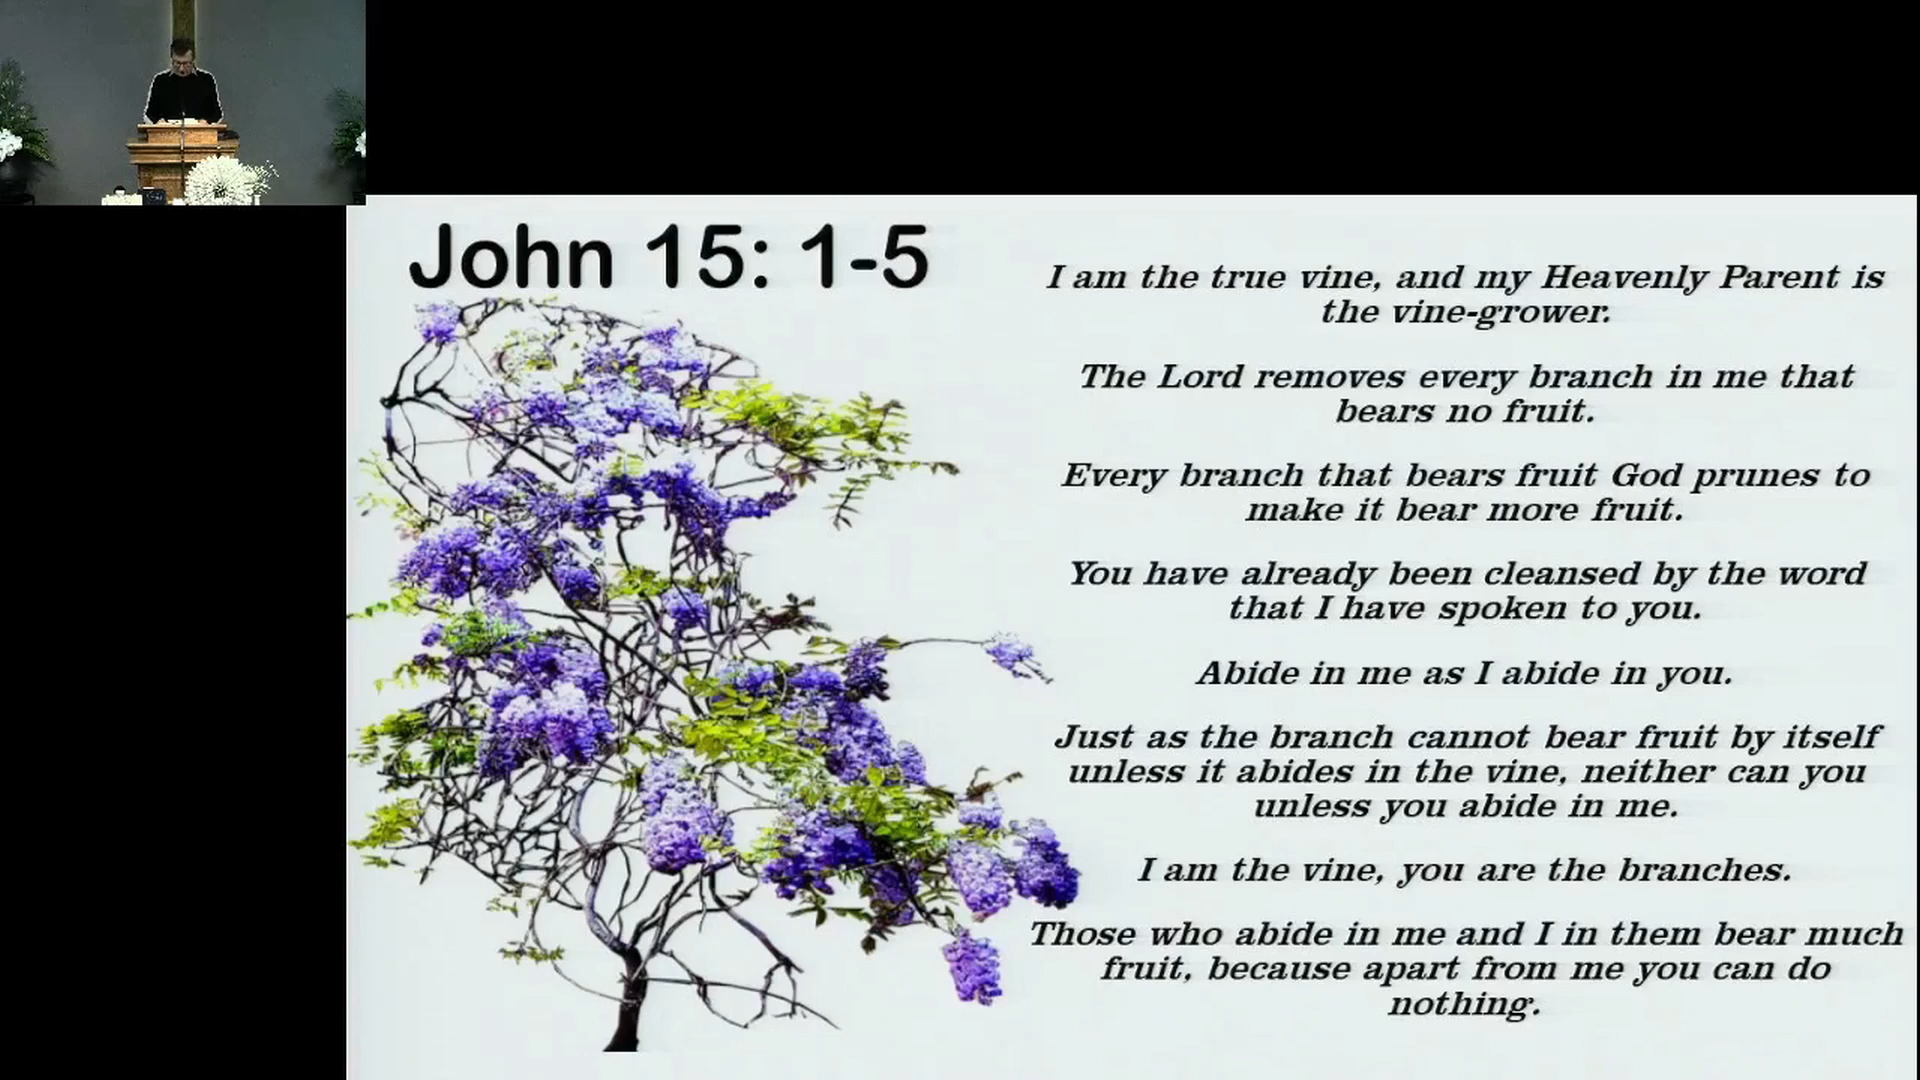 John 15: 1-5
I am the true vine, and my Heavenly Parent is
the vine-grower.
The Lord removes every branch in me that
bears no fruit.
Every branch that bears fruit God prunes to
make it bear more fruit.
You have already been cleansed by the word
that I have spoken to you.
Abide in me as I abide in you.
Just as the branch cannot bear fruit by itself
unless it abides in the vine, neither can you
unless you abide in me.
I am the vine, you are the branches.
Those who abide in me and I in them bear much
fruit, because apart from me you can do
nothing.